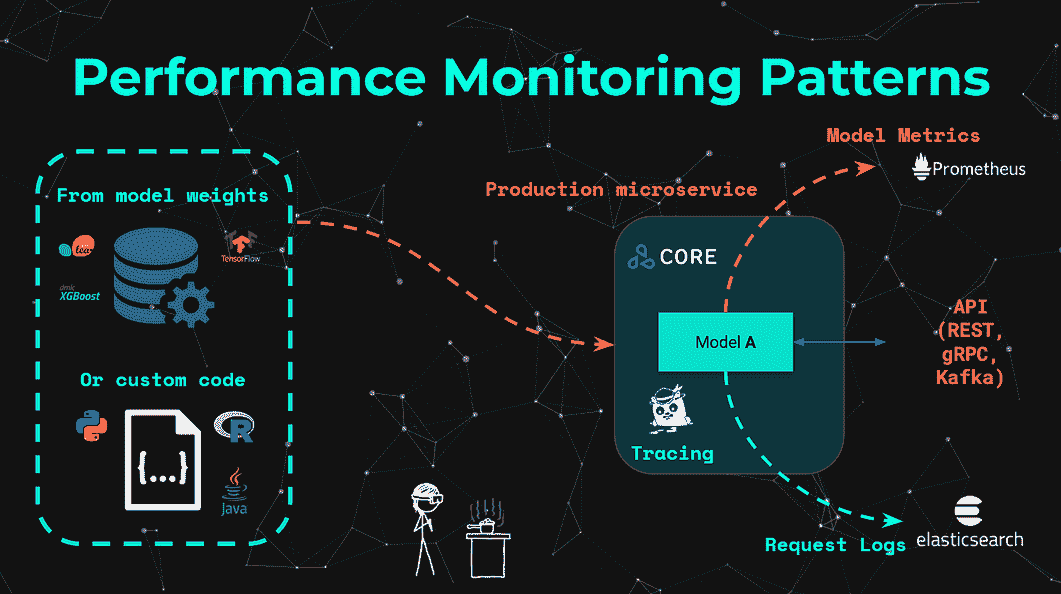 Performance Monitoring Patterns
Model Metrics
Prometheus
From model weights
Production microservice
TensorFlow
dmlc
XGBoost
CORE
API
(REST,
gRPC,
Kafka)
Model A
Or custom code
{...}
R
Java
Tracing
Request Logs
elasticsearch